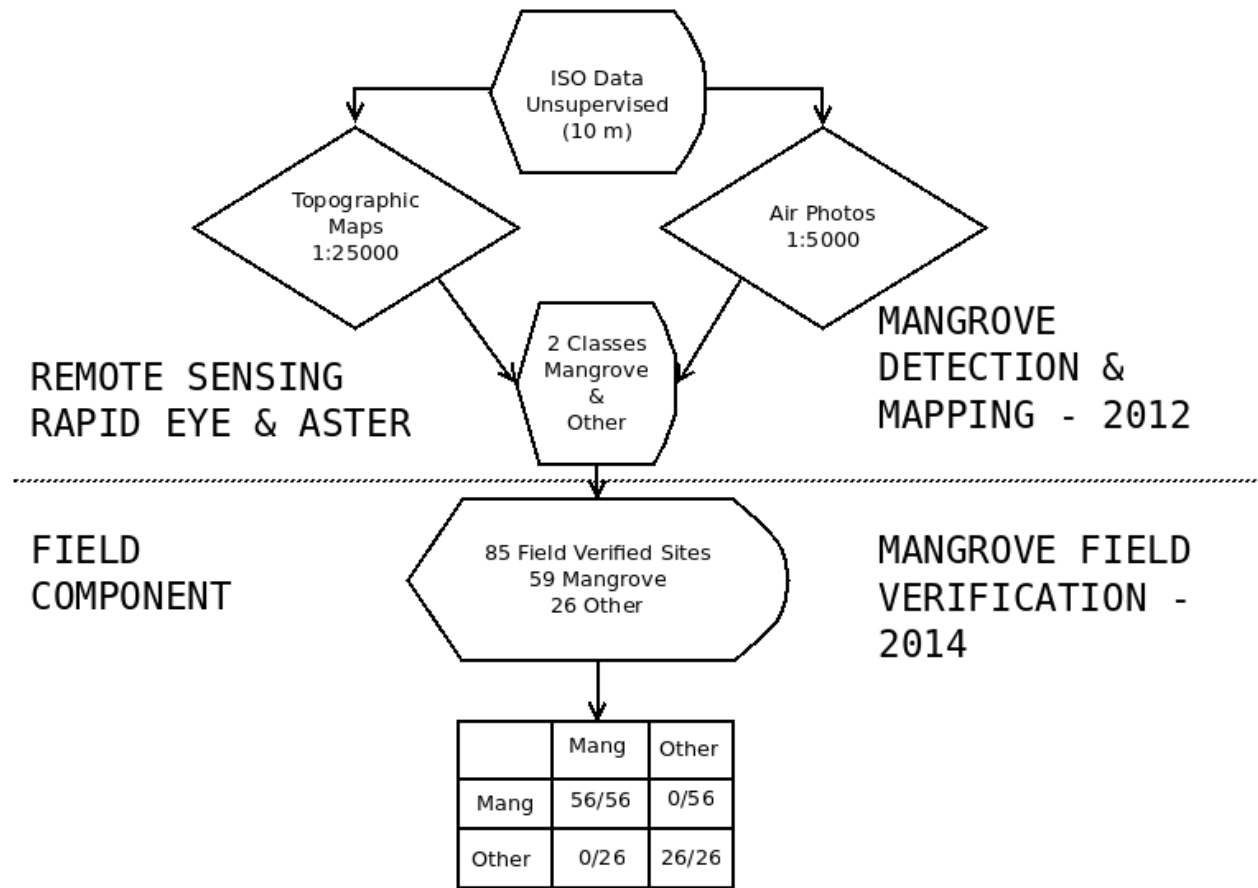 ISO Data
Unsupervised
(10 m)
Topographic
Maps
1:25000
Air Photos
1:5000
2 Classes
Mangrove
&
Other
REMOTE SENSING
RAPID EYE & ASTER
MANGROVE
DETECTION &
MAPPING - 2012
FIELD
COMPONENT
85 Field Verified Sites
59 Mangrove
26 Other
MANGROVE FIELD
VERIFICATION -
2014
Mang Other
Mang 56/56 0/56
Other 0/26 26/26